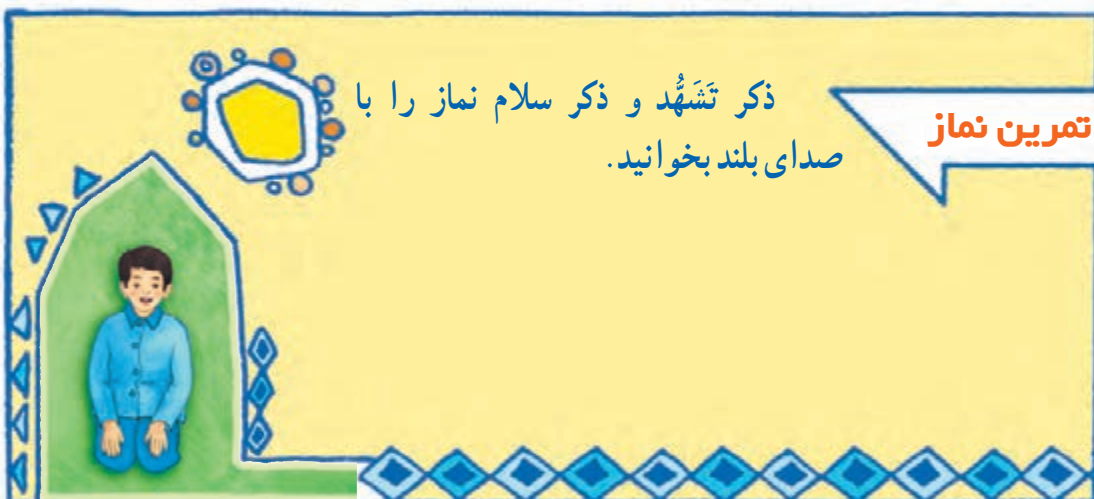 تمرین نماز
ذکر تَشَهُّد و ذکر سلام نماز را با
صدای بلند بخوانید.